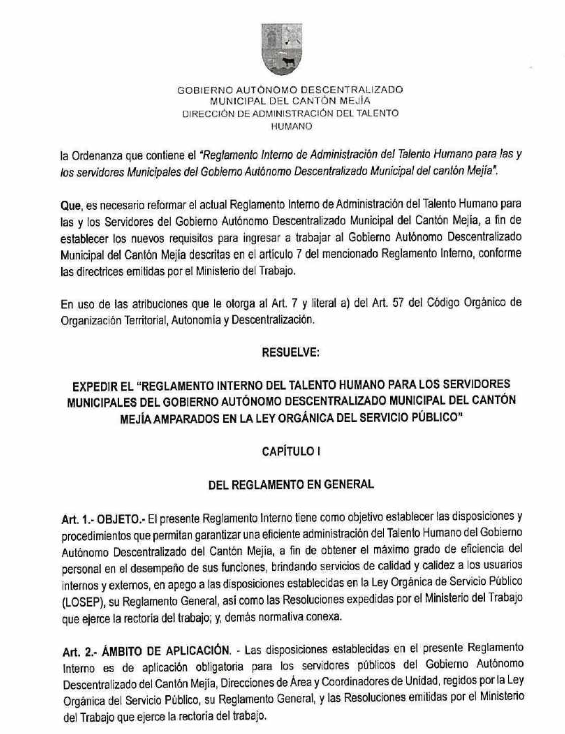 GOBIERNO AUTÓNOMO DESCENTRALIZADO
MUNICIPAL DEL CANTÓN MEJÍA
DIRECCIÓN DE ADMINISTRACIÓN DEL TALENTO
HUMANO
la Ordenanza que contiene el "Reglamento Interno de Administración del Talento Humano para las y
los servidores Municipales del Gobierno Autónomo Descentralizado Municipal del cantón Mejía".
Que, es necesario reformar el actual Reglamento Interno de Administración del Talento Humano para
las y los Servidores del Gobierno Autónomo Descentralizado Municipal del Cantón Mejía, a fin de
establecer los nuevos requisitos para ingresar a trabajar al Gobierno Autónomo Descentralizado
Municipal del Cantón Mejía descritas en el artículo 7 del mencionado Reglamento Interno, conforme
las directrices emitidas por el Ministerio del Trabajo.
En uso de las atribuciones que le otorga al Art. 7 y literal a) del Art. 57 del Código Orgánico de
Organización Territorial, Autonomía y Descentralización.
RESUELVE:
EXPEDIR EL "REGLAMENTO INTERNO DEL TALENTO HUMANO PARA LOS SERVIDORES
MUNICIPALES DEL GOBIERNO AUTÓNOMO DESCENTRALIZADO MUNICIPAL DEL CANTÓN
MEJÍA AMPARADOS EN LA LEY ORGÁNICA DEL SERVICIO PÚBLICO"
CAPÍTULO I
DEL REGLAMENTO EN GENERAL
Art. 1.- OBJETO.- El presente Reglamento Interno tiene como objetivo establecer las disposiciones y
procedimientos que permitan garantizar una eficiente administración del Talento Humano del Gobierno
Autónomo Descentralizado del Cantón Mejía, a fin de obtener el máximo grado de eficiencia del
personal en el desempeño de sus funciones, brindando servicios de calidad y calidez a los usuarios
internos y externos, en apego a las disposiciones establecidas en la Ley Orgánica de Servicio Público
(LOSEP), su Reglamento General, así como las Resoluciones expedidas por el Ministerio del Trabajo
que ejerce la rectoría del trabajo; y, demás normativa conexa.
Art. 2.- ÁMBITO DE APLICACIÓN. - Las disposiciones establecidas en el presente Reglamento
Interno es de aplicación obligatoria para los servidores públicos del Gobierno Autónomo
Descentralizado del Cantón Mejía, Direcciones de Área y Coordinadores de Unidad, regidos por la Ley
Orgánica del Servicio Público, su Reglamento General, y las Resoluciones emitidas por el Ministerio
del Trabajo que ejerce la rectoría del trabajo.